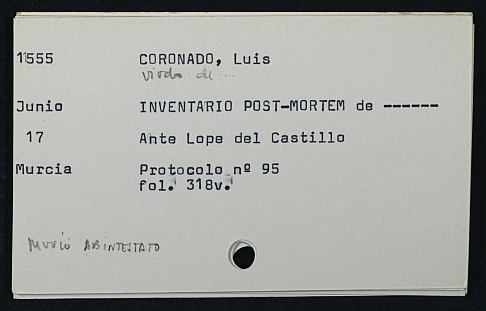 1555 CORONADO, Luis
viudo de ...
Junio INVENTARIO POST-MORTEM de ------
17 Ante Lope del Castillo
Murcia Protocolo nº 95
fol. 318v.
Murió ABINTESTATO